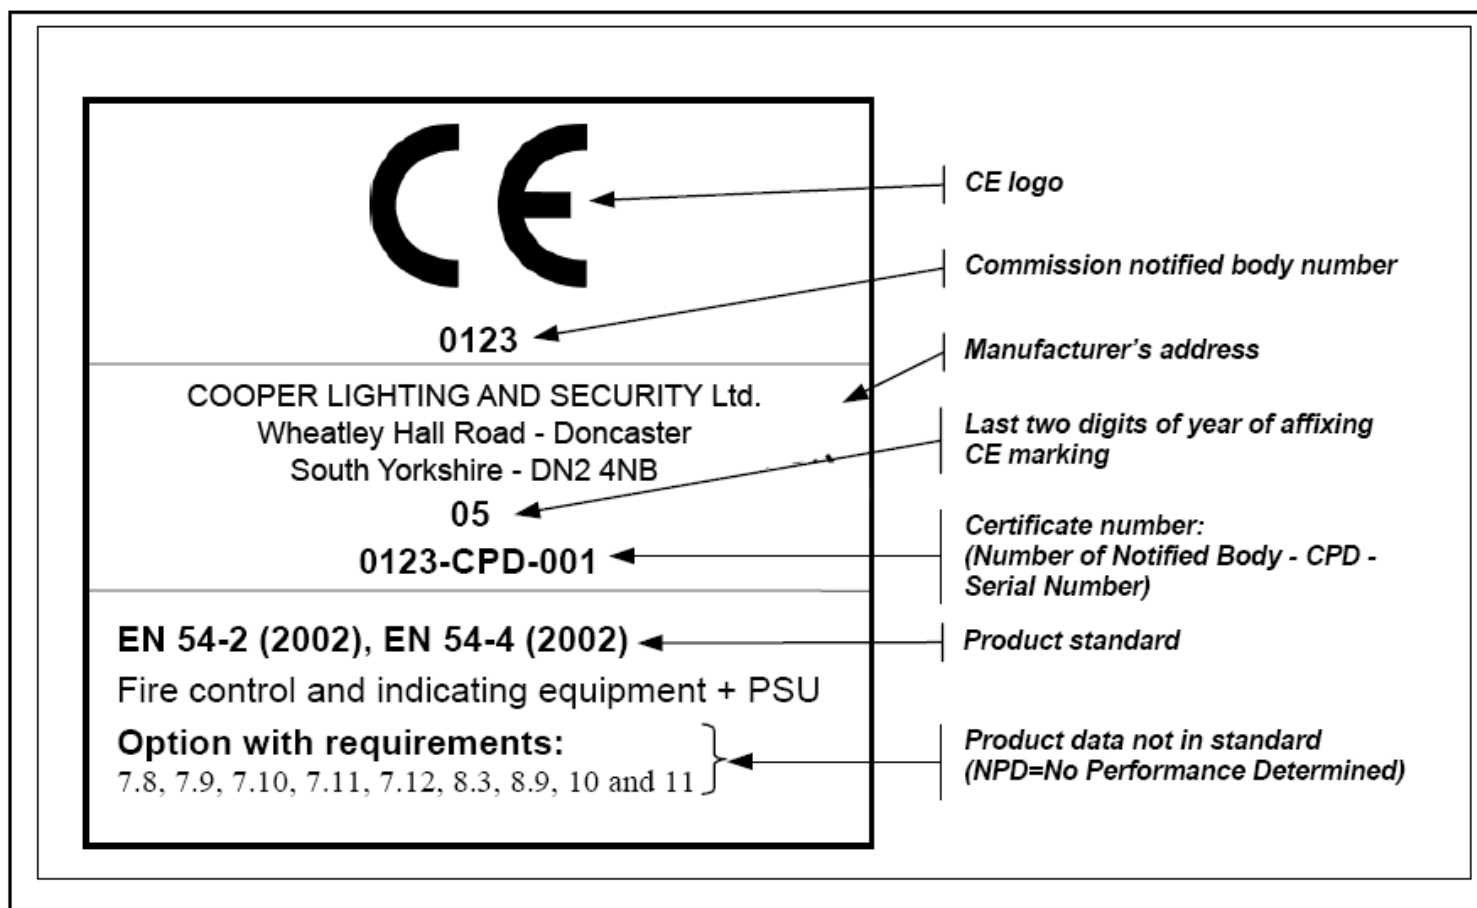 CE
CE logo
Commission notified body number
0123
Manufacturer's address
COOPER LIGHTING AND SECURITY Ltd.
Wheatley Hall Road - Doncaster
South Yorkshire - DN2 4NB
Last two digits of year of affixing
CE marking
05
0123-CPD-001
Certificate number:
(Number of Notified Body - CPD -
Serial Number)
EN 54-2 (2002), EN 54-4 (2002)
Product standard
Fire control and indicating equipment + PSU
Option with requirements:
7.8, 7.9, 7.10, 7.11, 7.12, 8.3, 8.9, 10 and 11
Product data not in standard
(NPD=No Performance Determined)